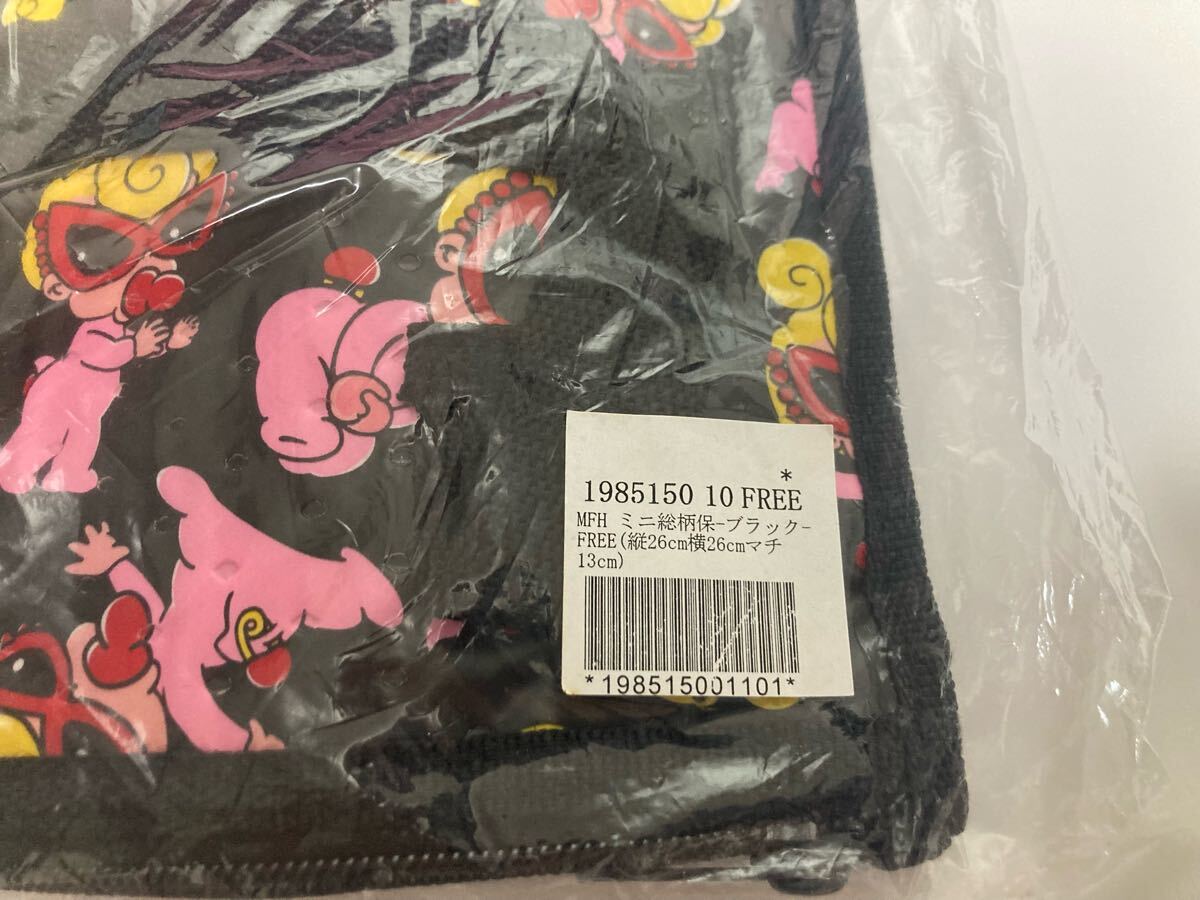 *
1985150 10 FREE
MFH ミニ総柄保-ブラック-
FREE(縦26cm横26cmマチ
13cm)
*198515001101*